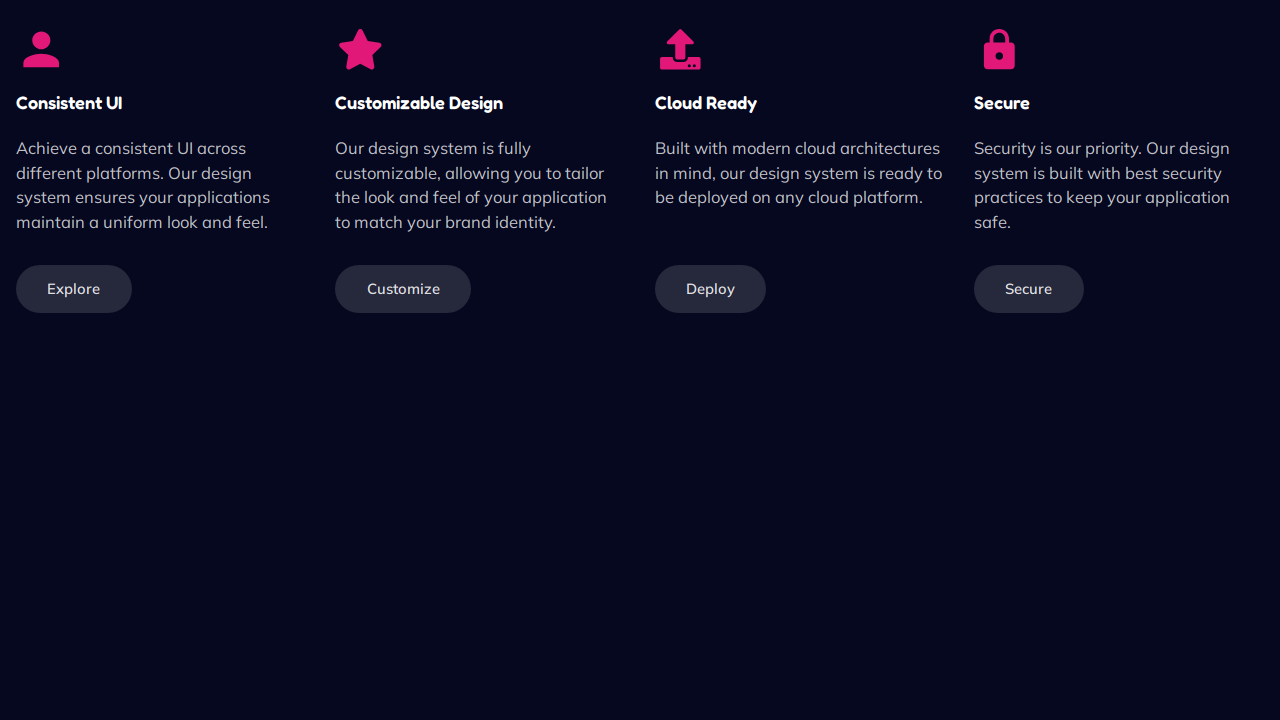 Consistent UI
Achieve a consistent UI across
different platforms. Our design
system ensures your applications
maintain a uniform look and feel.
Explore
Customizable Design
Our design system is fully
customizable, allowing you to tailor
the look and feel of your application
to match your brand identity.
Customize
Cloud Ready
Built with modern cloud architectures
in mind, our design system is ready to
be deployed on any cloud platform.
Deploy
Secure
Security is our priority. Our design
system is built with best security
practices to keep your application
safe.
Secure